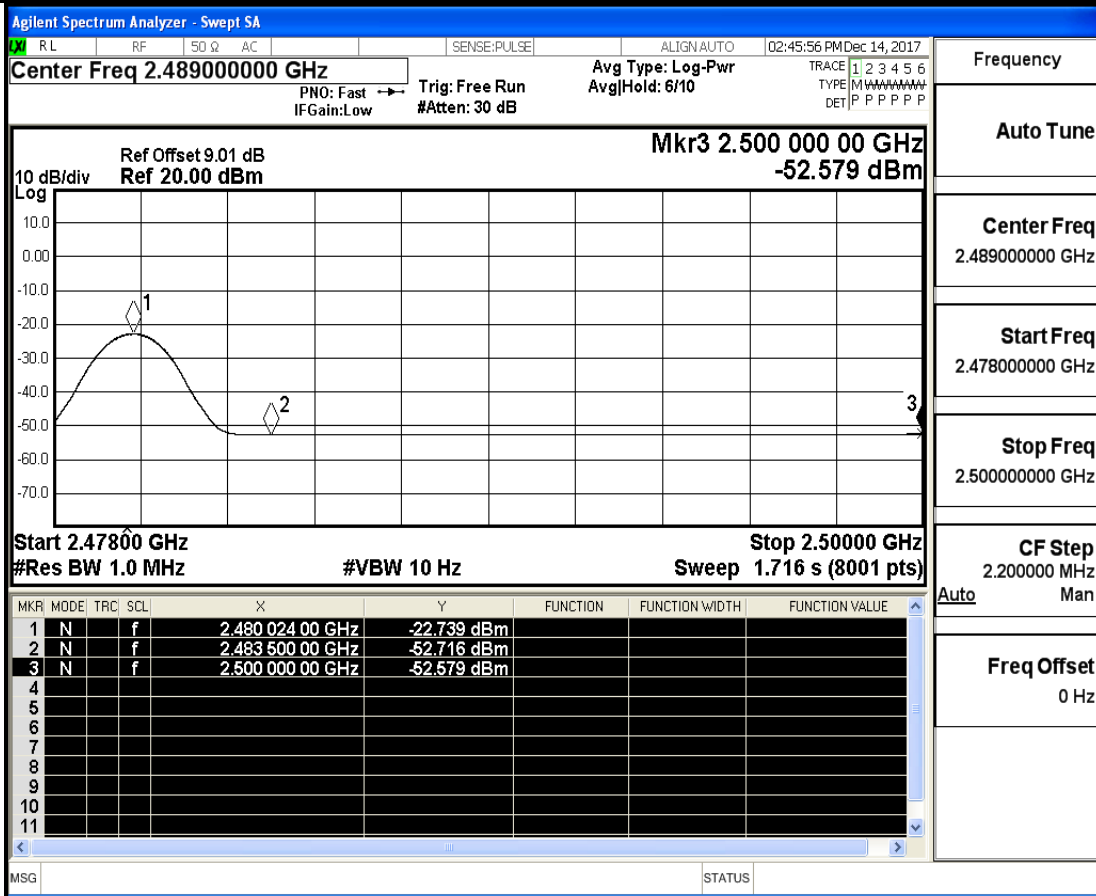 Agilent Spectrum Analyzer - Swept SA
LXI RL RF 50 Ω AC SENSE:PULSE ALIGN AUTO 02:45:56 PM Dec 14, 2017
Center Freq 2.489000000 GHz
PNO: Fast
IFGain:Low
Trig: Free Run
#Atten: 30 dB
Avg Type: Log-Pwr
Avg|Hold: 6/10
TRACE 1 2 3 4 5 6
TYPE M
DET P P P P P P
Mkr3 2.500 000 00 GHz
-52.579 dBm
Ref Offset 9.01 dB
10 dB/div Ref 20.00 dBm
Log
10.0
0.00
-10.0
1
-20.0
-30.0
-40.0
2
3
-50.0
-60.0
-70.0
Start 2.47800 GHz Stop 2.50000 GHz
#Res BW 1.0 MHz #VBW 10 Hz Sweep 1.716 s (8001 pts)
MKR MODE TRC SCL X Y FUNCTION FUNCTION WIDTH FUNCTION VALUE
1 N f 2.480 024 00 GHz -22.739 dBm
2 N f 2.483 500 00 GHz -52.716 dBm
3 N f 2.500 000 00 GHz -52.579 dBm
4
5
6
7
8
9
10
11
MSG STATUS
Frequency
Auto Tune
Center Freq
2.489000000 GHz
Start Freq
2.478000000 GHz
Stop Freq
2.500000000 GHz
CF Step
2.200000 MHz
Auto Man
Freq Offset
0 Hz